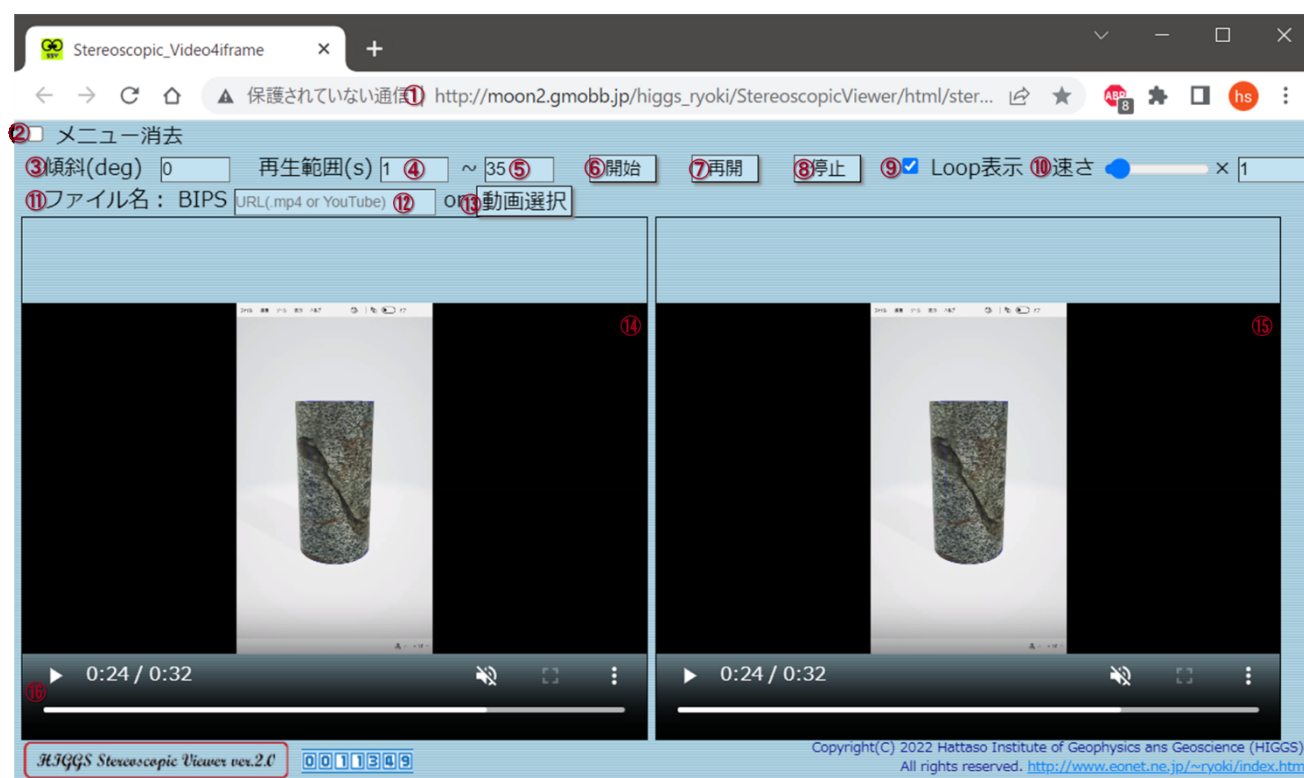 Stereoscopic_Video4iframe
保護されていない通信 ① http://moon2.gmobb.jp/higgs_ryoki/StereoscopicViewer/html/ster... ABP 8 hs
② メニュー消去
③傾斜(deg) 0 再生範囲(s) 1 ④ ~ 35 ⑤ ⑥開始 ⑦再開 ⑧停止 ⑨ Loop表示 ⑩速さ × 1
⑪ファイル名： BIPS URL(.mp4 or YouTube) ⑫ or ⑬動画選択
⑭ ⑮
0:24 / 0:32 0:24 / 0:32
⑯
HIGGS Stereoscopic Viewer ver.2.0 0011349
Copyright(C) 2022 Hattaso Institute of Geophysics ans Geoscience (HIGGS)
All rights reserved. http://www.eonet.ne.jp/~ryoki/index.htm